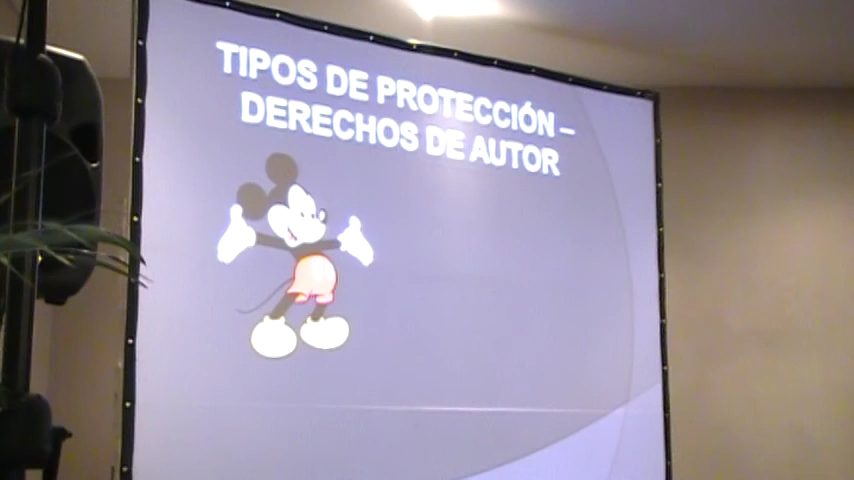 TIPOS DE PROTECCIÓN –
DERECHOS DE AUTOR